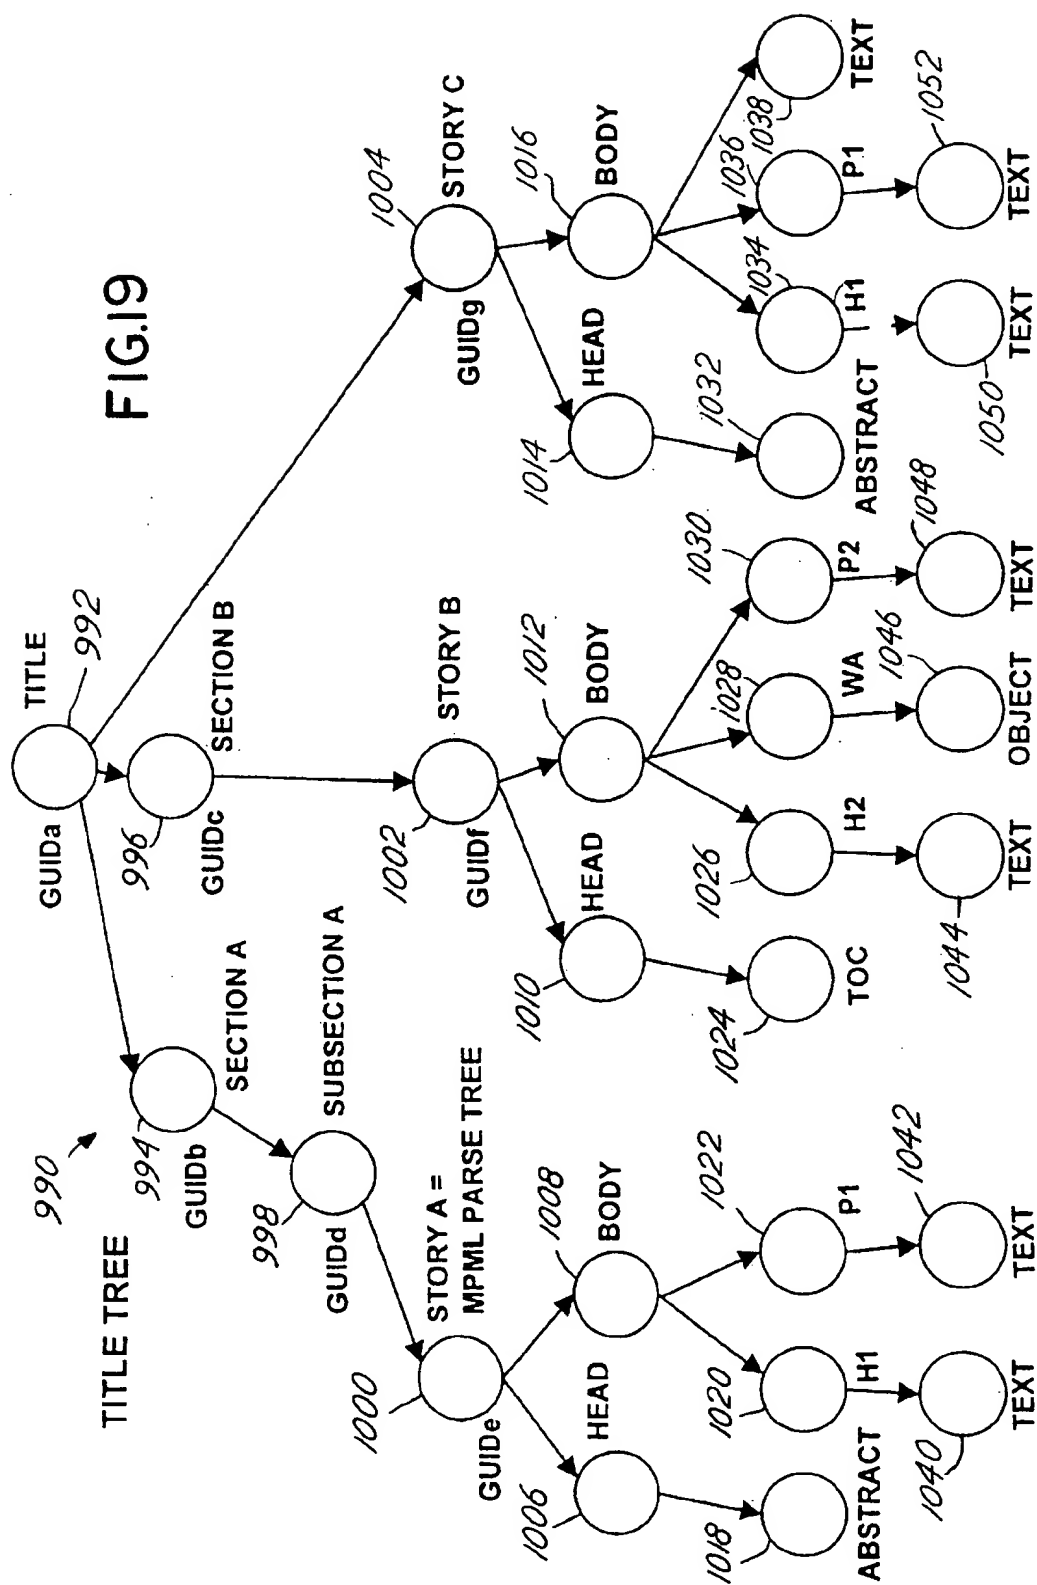 FIG.19
TITLE TREE
990
TITLE
992
GUIDa
994
SECTION A
GUIDb
996
SECTION B
GUIDc
998
SUBSECTION A
GUIDd
1000
STORY A =
MPML PARSE TREE
GUIDe
1002
STORY B
GUIDf
1004
STORY C
GUIDg
1006
HEAD
1008
BODY
1010
HEAD
1012
BODY
1014
HEAD
1016
BODY
1018
ABSTRACT
1020
H1
1022
P1
1024
TOC
1026
H2
1028
WA
1030
P2
1032
ABSTRACT
1034
H1
1036
P1
1038
TEXT
1040
TEXT
1042
TEXT
1044
TEXT
1046
OBJECT
1048
TEXT
1050
TEXT
1052
TEXT